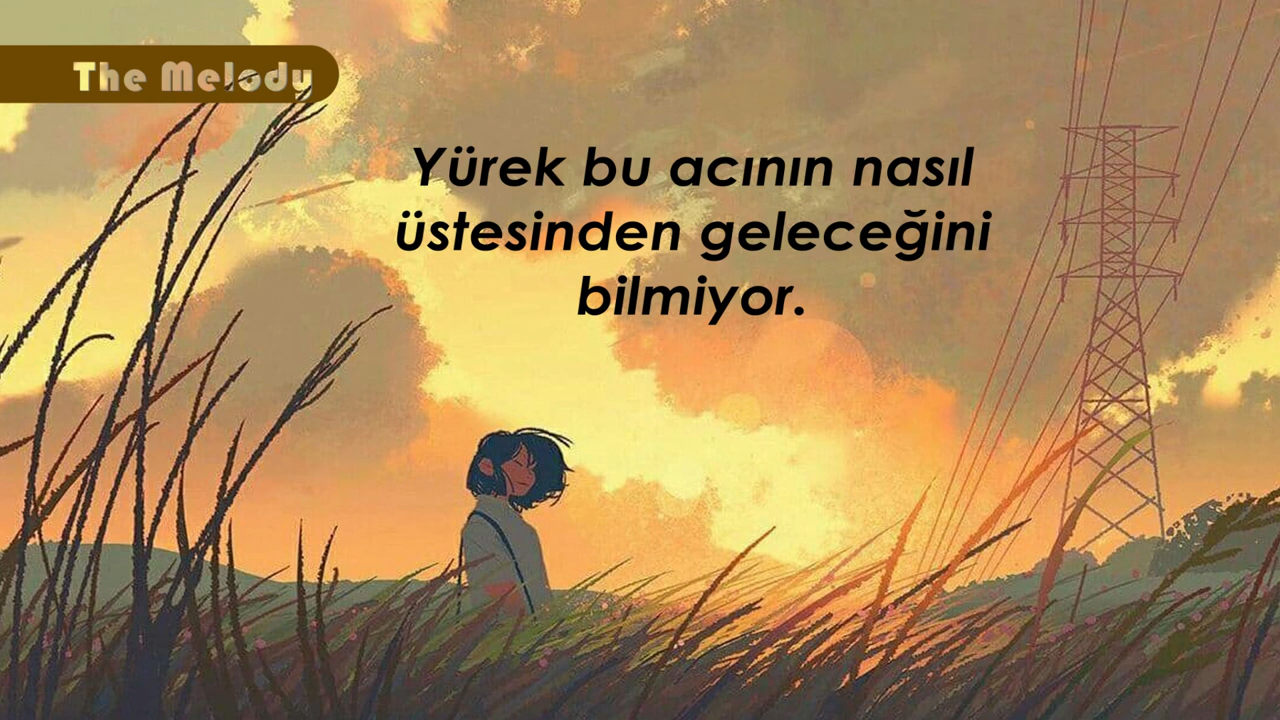 The Melody
Yürek bu acının nasıl
üstesinden geleceğini
bilmiyor.